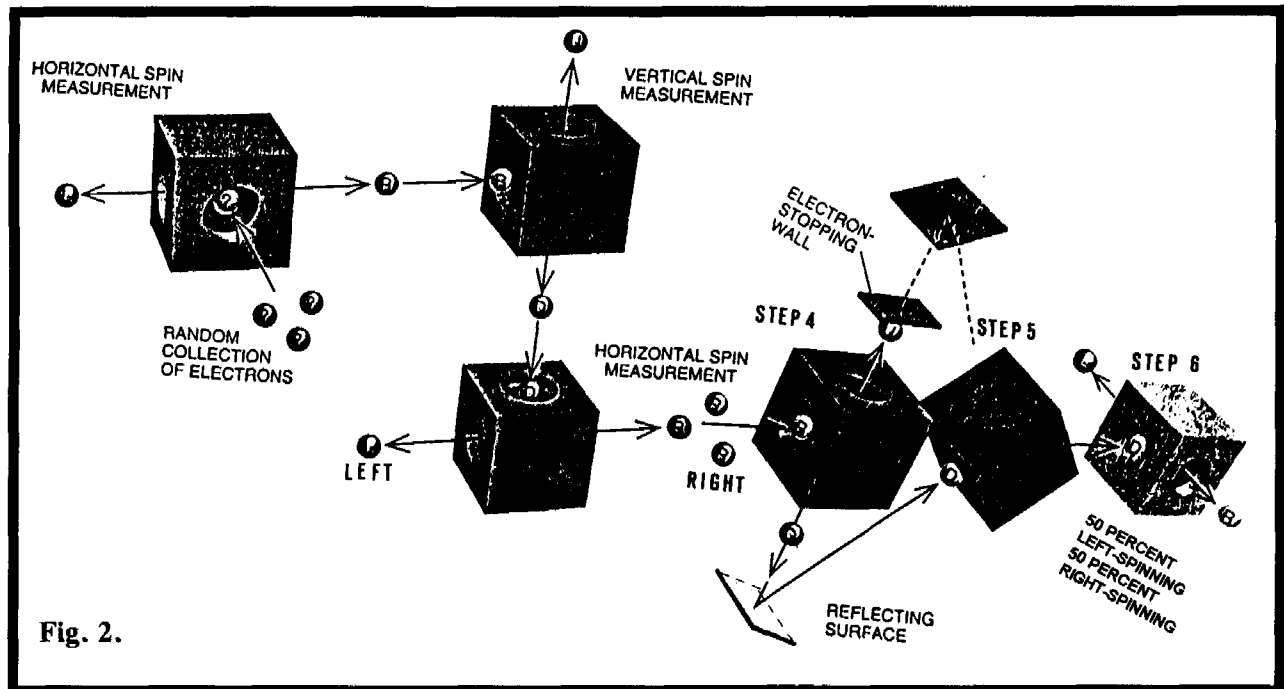 HORIZONTAL SPIN
MEASUREMENT
VERTICAL SPIN
MEASUREMENT
RANDOM
COLLECTION
OF ELECTRONS
ELECTRON-
STOPPING
WALL
STEP 4
STEP 5
STEP 6
HORIZONTAL SPIN
MEASUREMENT
LEFT
RIGHT
50 PERCENT
LEFT-SPINNING
50 PERCENT
RIGHT-SPINNING
REFLECTING
SURFACE
Fig. 2.